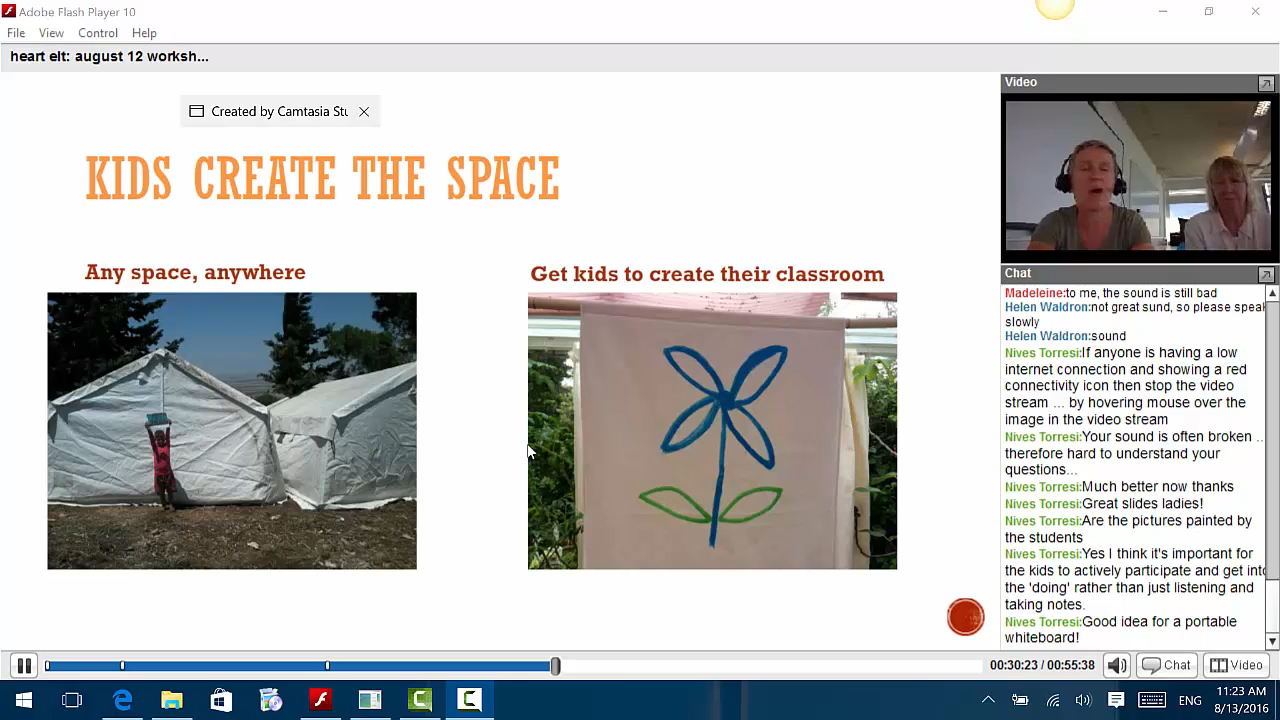 Adobe Flash Player 10
File View Control Help
heart elt: august 12 worksh...
Created by Camtasia Stu
KIDS CREATE THE SPACE
Any space, anywhere
Get kids to create their classroom
Video
Chat
Madeleine:to me, the sound is still bad
Helen Waldron:not great sund, so please speak
slowly
Helen Waldron:sound
Nives Torresi:If anyone is having a low
internet connection and showing a red
connectivity icon then stop the video
stream ... by hovering mouse over the
image in the video stream
Nives Torresi:Your sound is often broken ..
therefore hard to understand your
questions...
Nives Torresi:Much better now thanks
Nives Torresi:Great slides ladies!
Nives Torresi:Are the pictures painted by
the students
Nives Torresi:Yes I think it's important for
the kids to actively participate and get into
the 'doing' rather than just listening and
taking notes.
Nives Torresi:Good idea for a portable
whiteboard!
00:30:23 / 00:55:38
Chat
Video
ENG
11:23 AM
8/13/2016